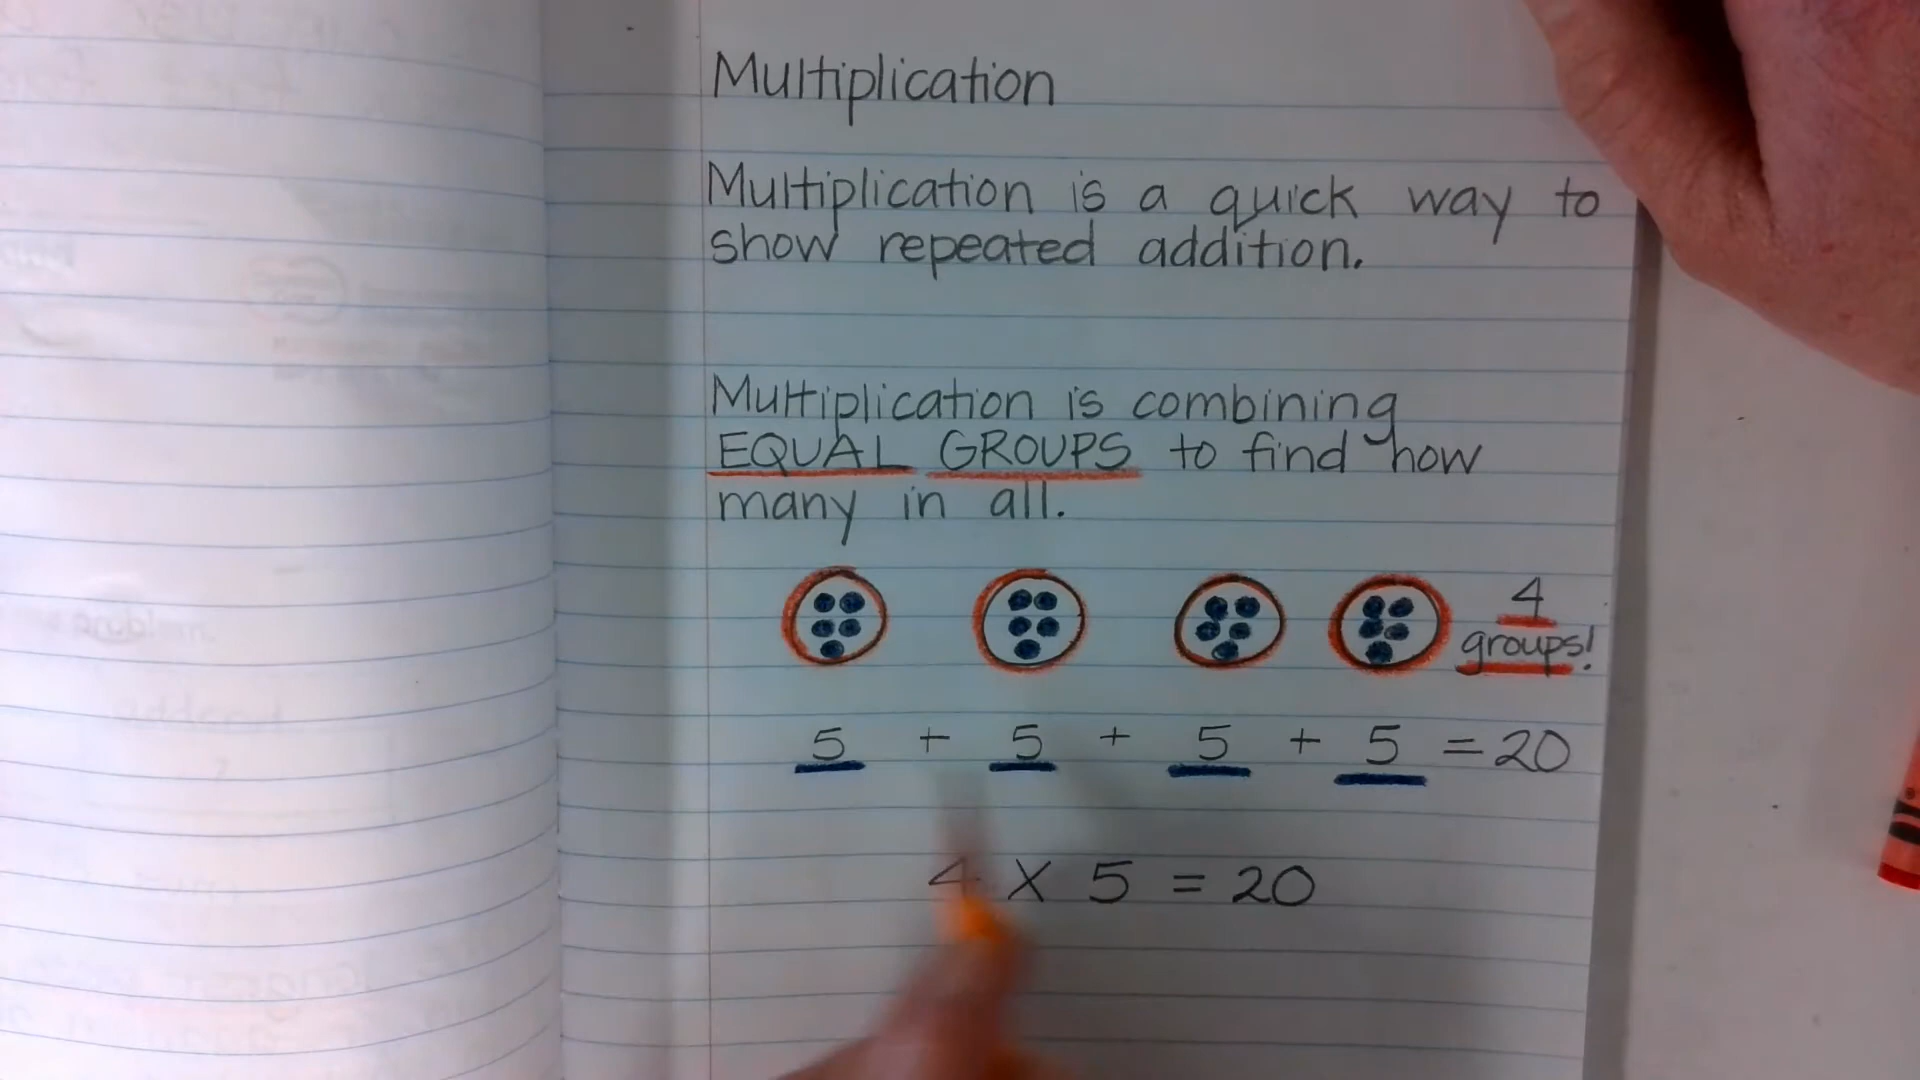 Multiplication
Multiplication is a quick way to
show repeated addition.
Multiplication is combining
EQUAL GROUPS to find how
many in all.
4
groups!
5 + 5 + 5 + 5 = 20
4 X 5 = 20